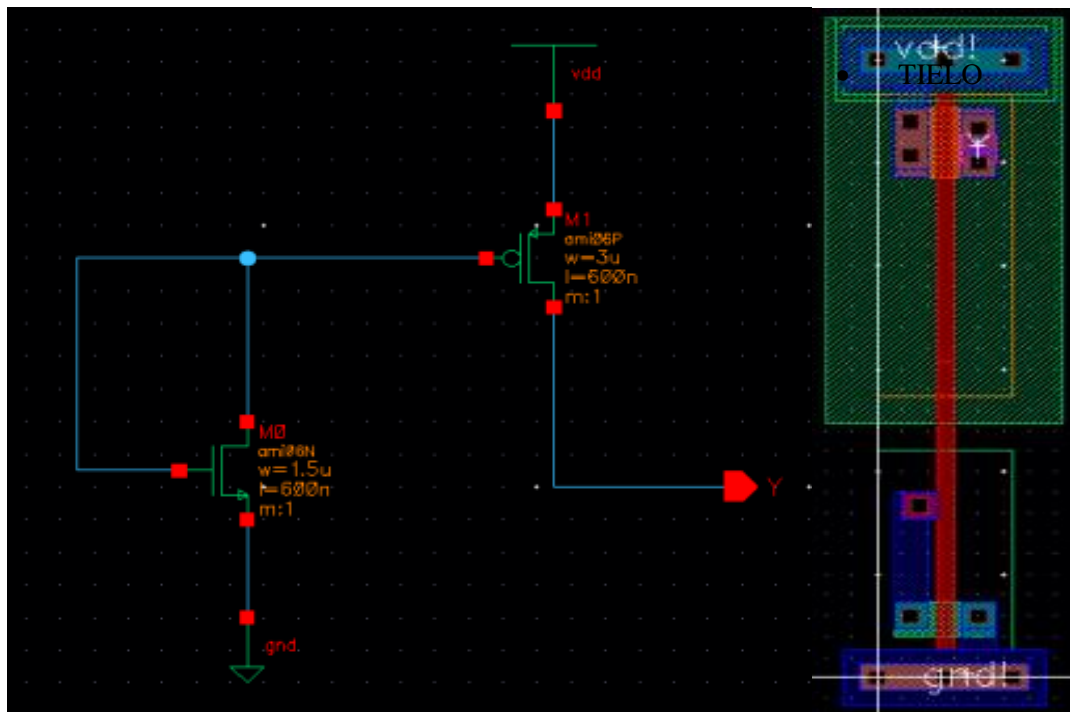 vdd
M1
ami06P
w=3u
l=600n
m:1
M0
ami06N
w=1.5u
l=600n
m:1
gnd
Y
vdd!
• TIELO
gnd!